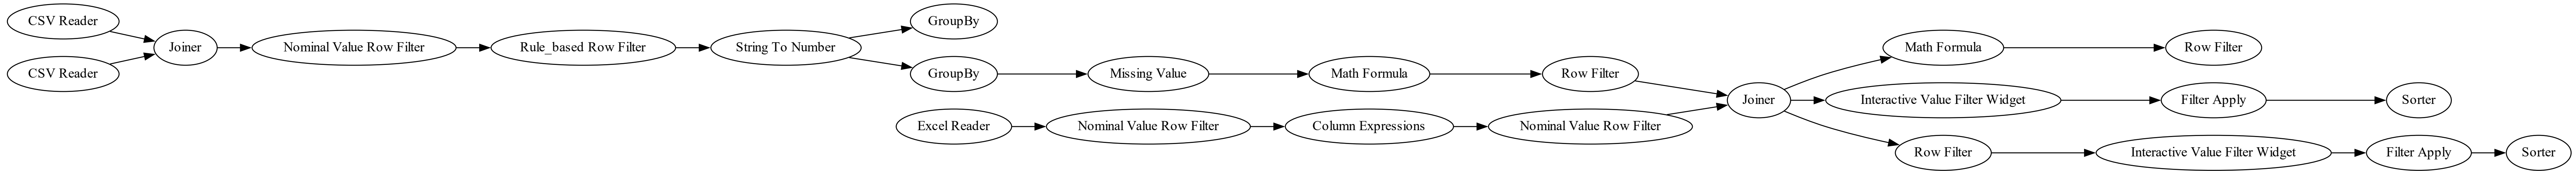 CSV Reader
CSV Reader
Joiner
Nominal Value Row Filter
Rule_based Row Filter
String To Number
GroupBy
GroupBy
Missing Value
Math Formula
Row Filter
Excel Reader
Nominal Value Row Filter
Column Expressions
Nominal Value Row Filter
Joiner
Math Formula
Row Filter
Interactive Value Filter Widget
Filter Apply
Sorter
Row Filter
Interactive Value Filter Widget
Filter Apply
Sorter